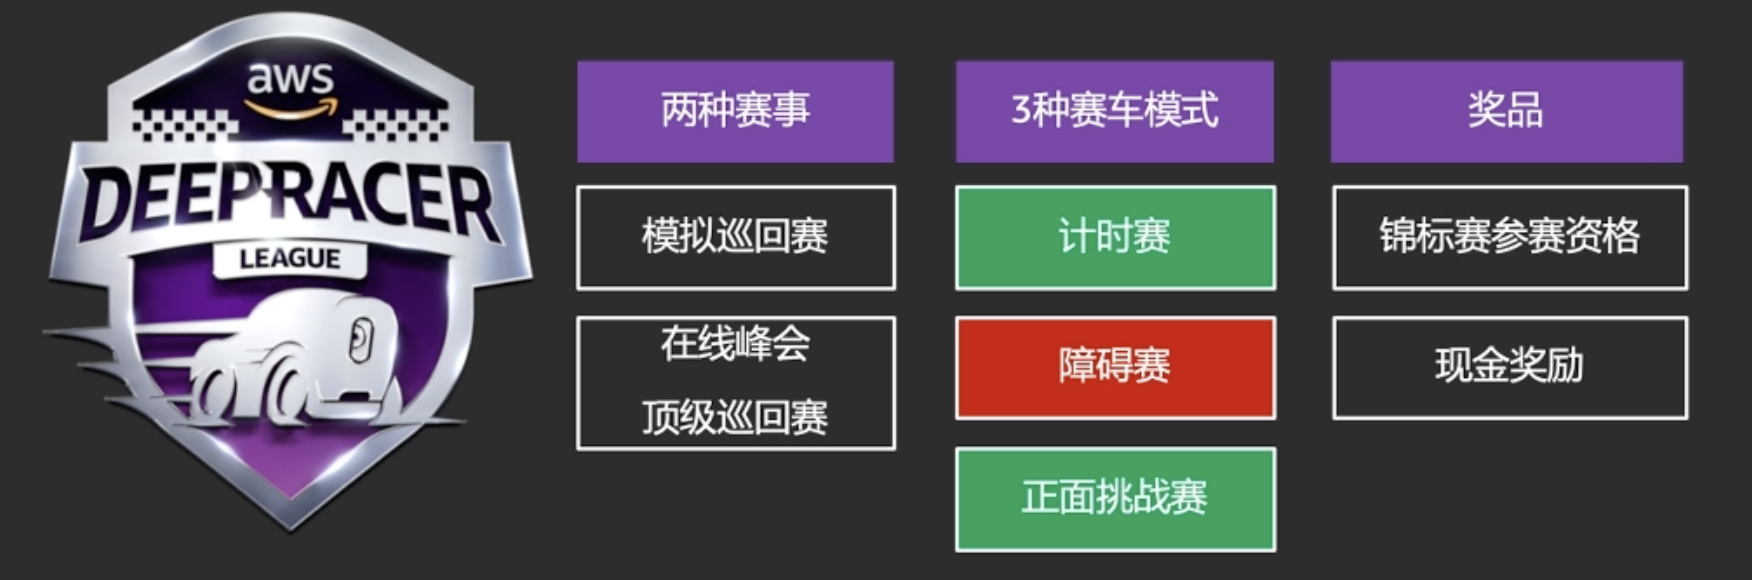 aws
DEEPRACER
LEAGUE
两种赛事
模拟巡回赛
在线峰会
顶级巡回赛
3种赛车模式
计时赛
障碍赛
正面挑战赛
奖品
锦标赛参赛资格
现金奖励